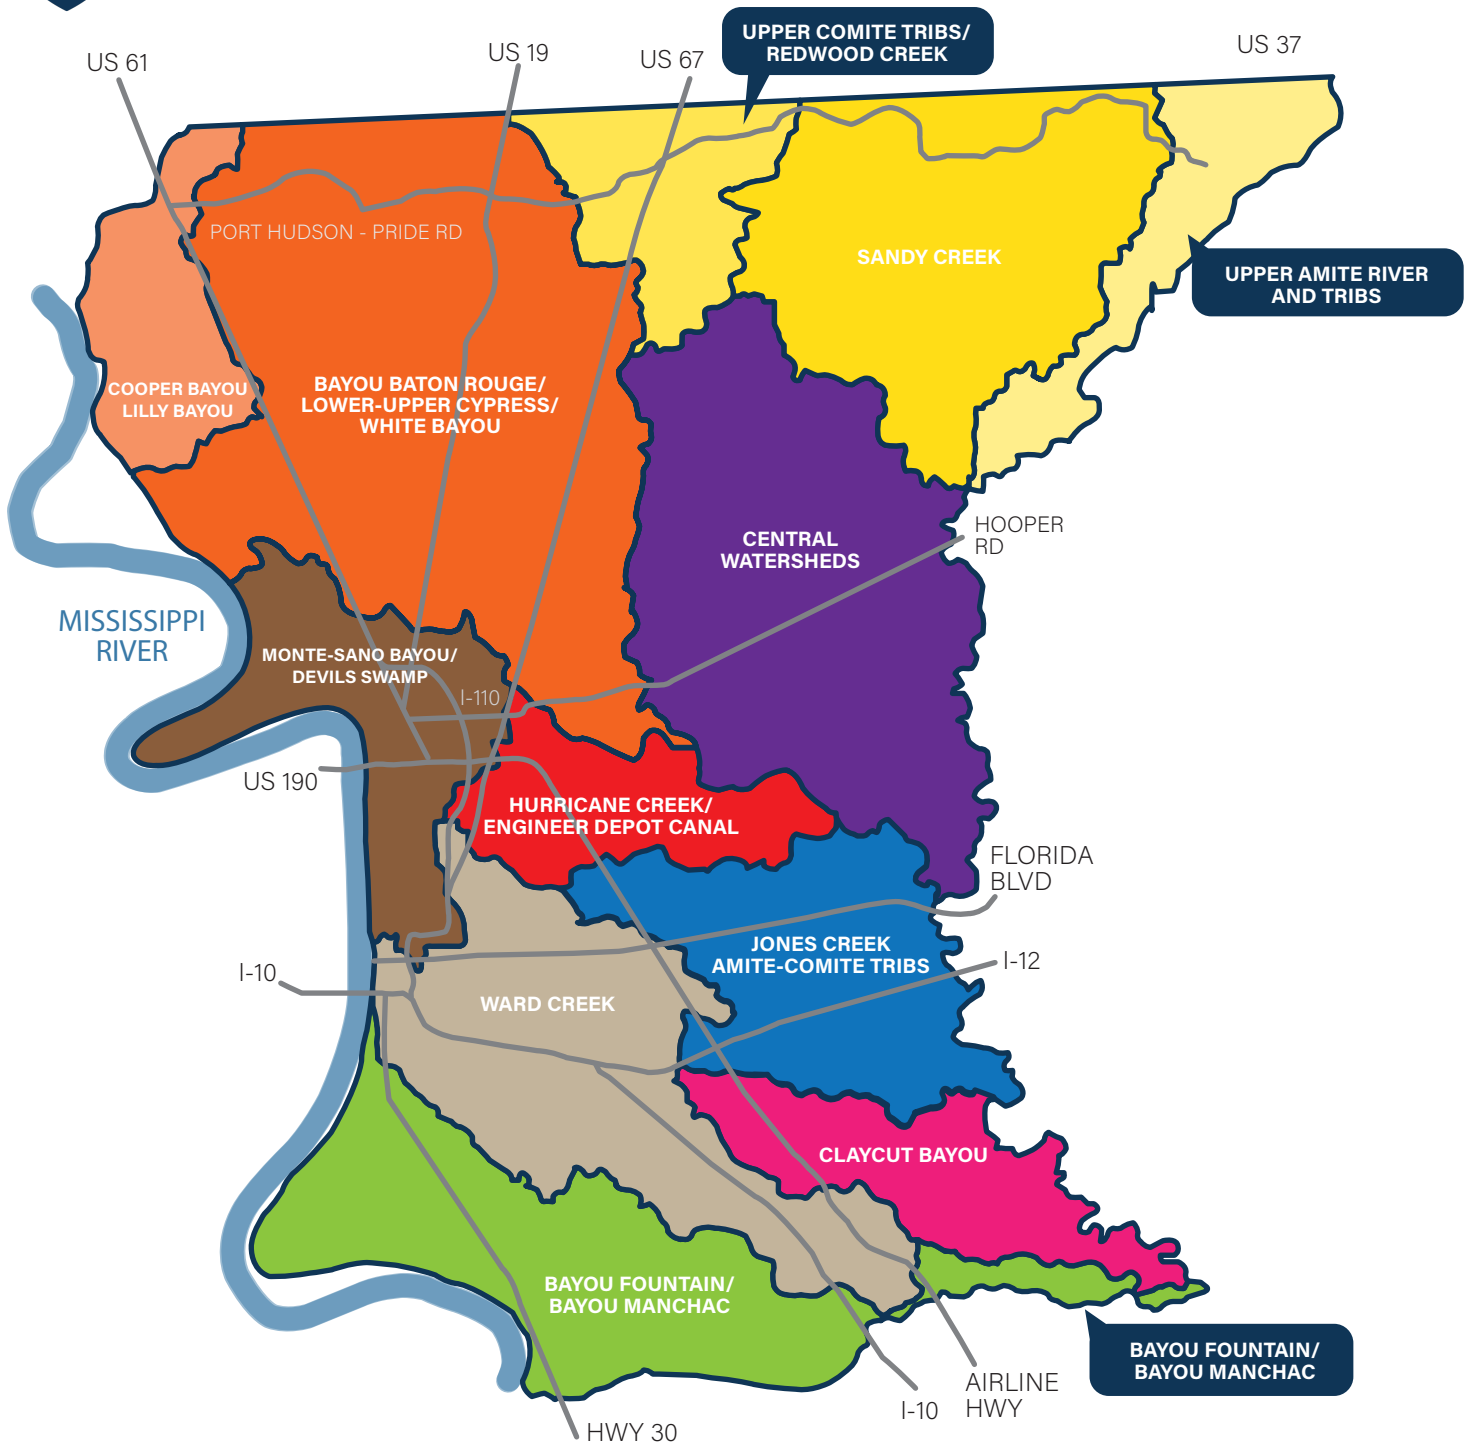 UPPER COMITE TRIBS/
REDWOOD CREEK
US 37
US 19
US 67
US 61
PORT HUDSON - PRIDE RD
SANDY CREEK
UPPER AMITE RIVER
AND TRIBS
COOPER BAYOU
LILLY BAYOU
BAYOU BATON ROUGE/
LOWER-UPPER CYPRESS/
WHITE BAYOU
HOOPER
RD
CENTRAL
WATERSHEDS
MISSISSIPPI
RIVER
MONTE-SANO BAYOU/
DEVILS SWAMP
I-110
US 190
HURRICANE CREEK/
ENGINEER DEPOT CANAL
FLORIDA
BLVD
JONES CREEK
AMITE-COMITE TRIBS
I-12
I-10
WARD CREEK
CLAYCUT BAYOU
BAYOU FOUNTAIN/
BAYOU MANCHAC
BAYOU FOUNTAIN/
BAYOU MANCHAC
AIRLINE
HWY
I-10
HWY 30